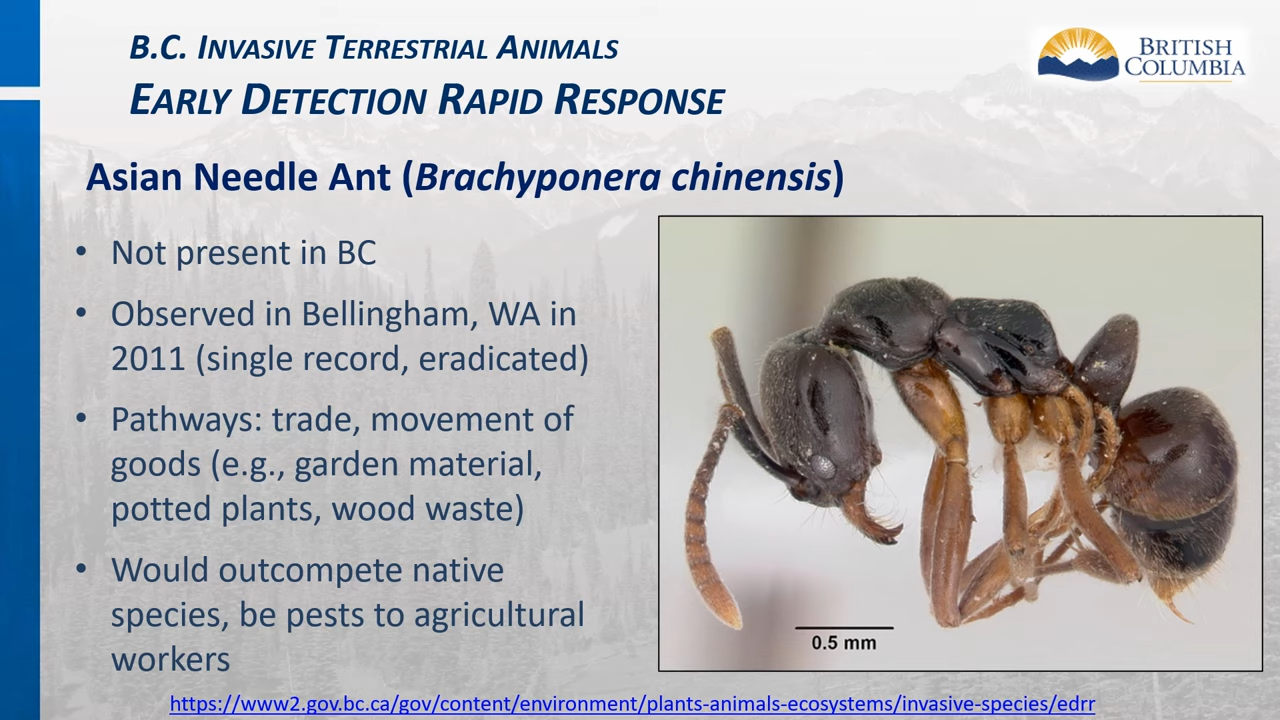 B.C. Invasive Terrestrial Animals
Early Detection Rapid Response
British
Columbia
Asian Needle Ant (Brachyponera chinensis)
• Not present in BC
• Observed in Bellingham, WA in
2011 (single record, eradicated)
• Pathways: trade, movement of
goods (e.g., garden material,
potted plants, wood waste)
• Would outcompete native
species, be pests to agricultural
workers
0.5 mm
https://www2.gov.bc.ca/gov/content/environment/plants-animals-ecosystems/invasive-species/edrr